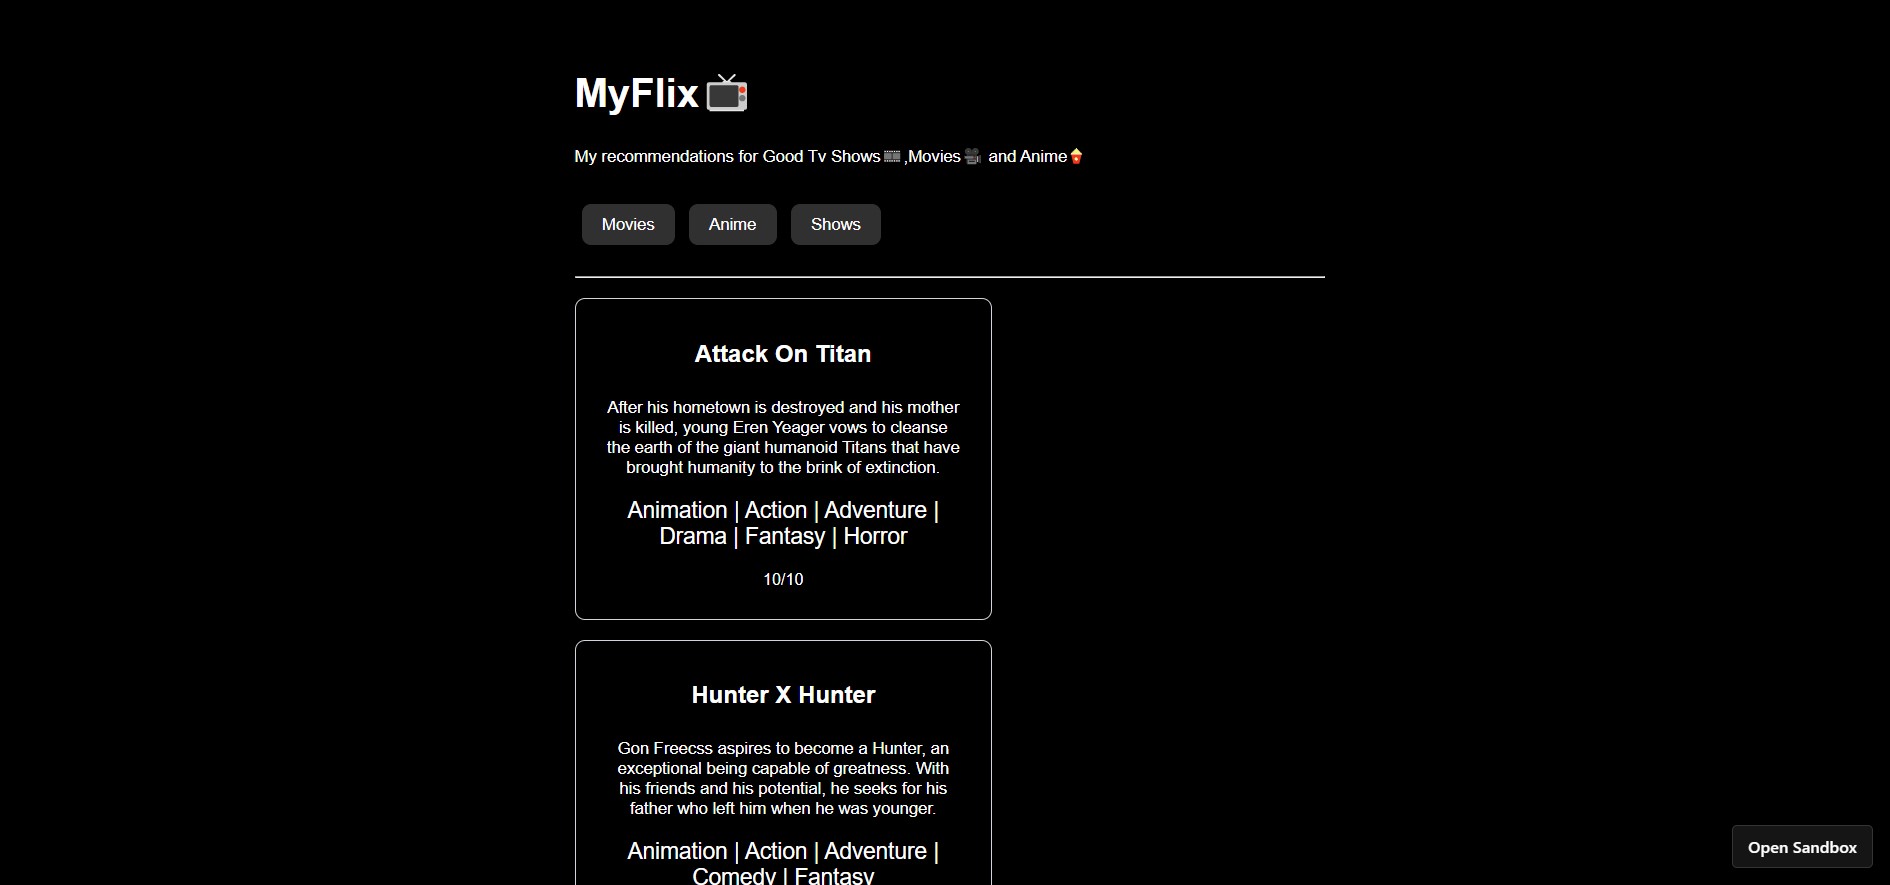 MyFlix
My recommendations for Good Tv Shows🎞️,Movies🎥 and Anime🍿
Movies
Anime
Shows
Attack On Titan
After his hometown is destroyed and his mother
is killed, young Eren Yeager vows to cleanse
the earth of the giant humanoid Titans that have
brought humanity to the brink of extinction.
Animation | Action | Adventure |
Drama | Fantasy | Horror
10/10
Hunter X Hunter
Gon Freecss aspires to become a Hunter, an
exceptional being capable of greatness. With
his friends and his potential, he seeks for his
father who left him when he was younger.
Animation | Action | Adventure |
Comedy | Fantasy
Open Sandbox